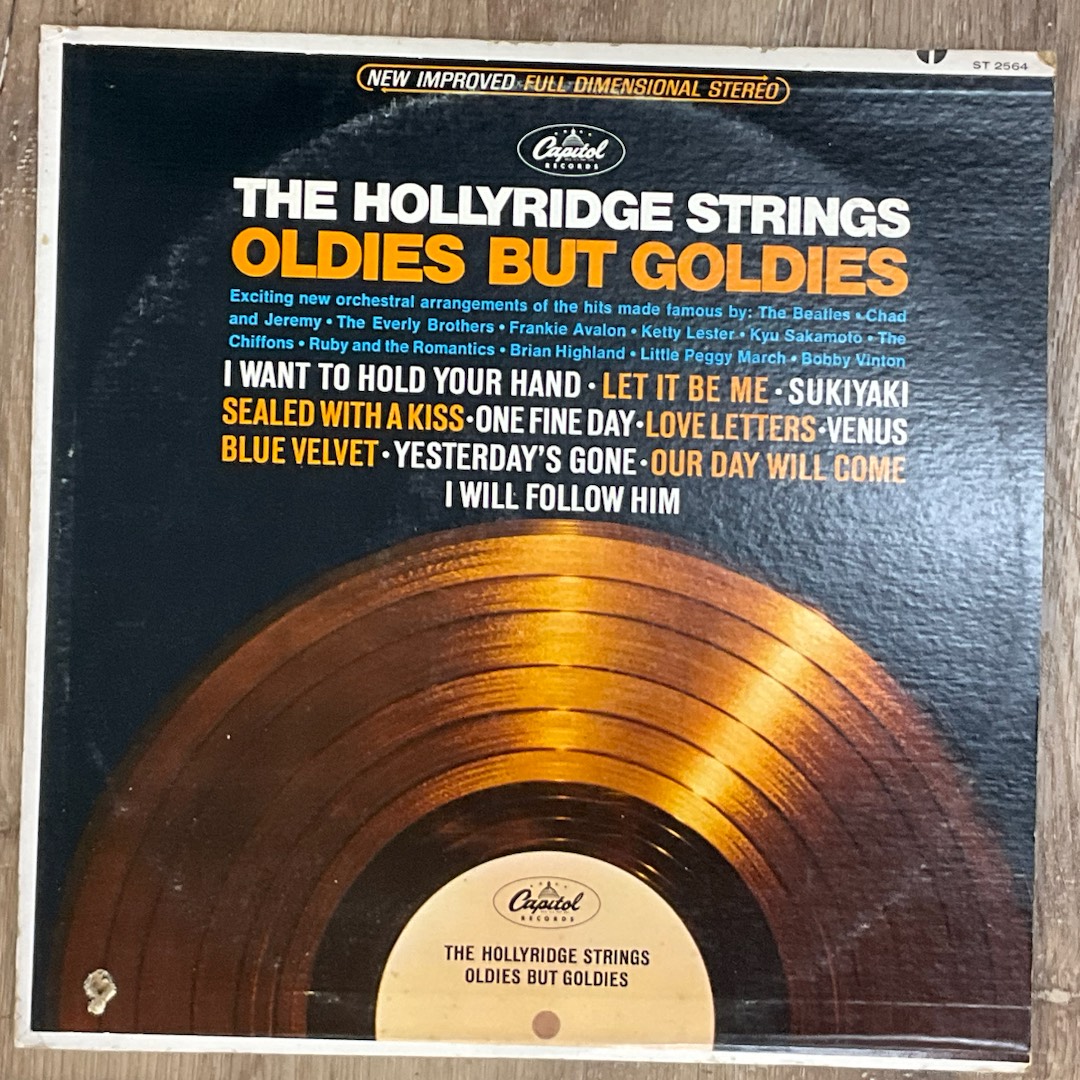 ST 2564
NEW IMPROVED FULL DIMENSIONAL STEREO
Capitol
RECORDS
THE HOLLYRIDGE STRINGS
OLDIES BUT GOLDIES
Exciting new orchestral arrangements of the hits made famous by: The Beatles • Chad
and Jeremy • The Everly Brothers • Frankie Avalon • Ketty Lester • Kyu Sakamoto • The
Chiffons • Ruby and the Romantics • Brian Highland • Little Peggy March • Bobby Vinton
I WANT TO HOLD YOUR HAND • LET IT BE ME • SUKIYAKI
SEALED WITH A KISS • ONE FINE DAY • LOVE LETTERS • VENUS
BLUE VELVET • YESTERDAY'S GONE • OUR DAY WILL COME
I WILL FOLLOW HIM
Capitol
RECORDS
THE HOLLYRIDGE STRINGS
OLDIES BUT GOLDIES